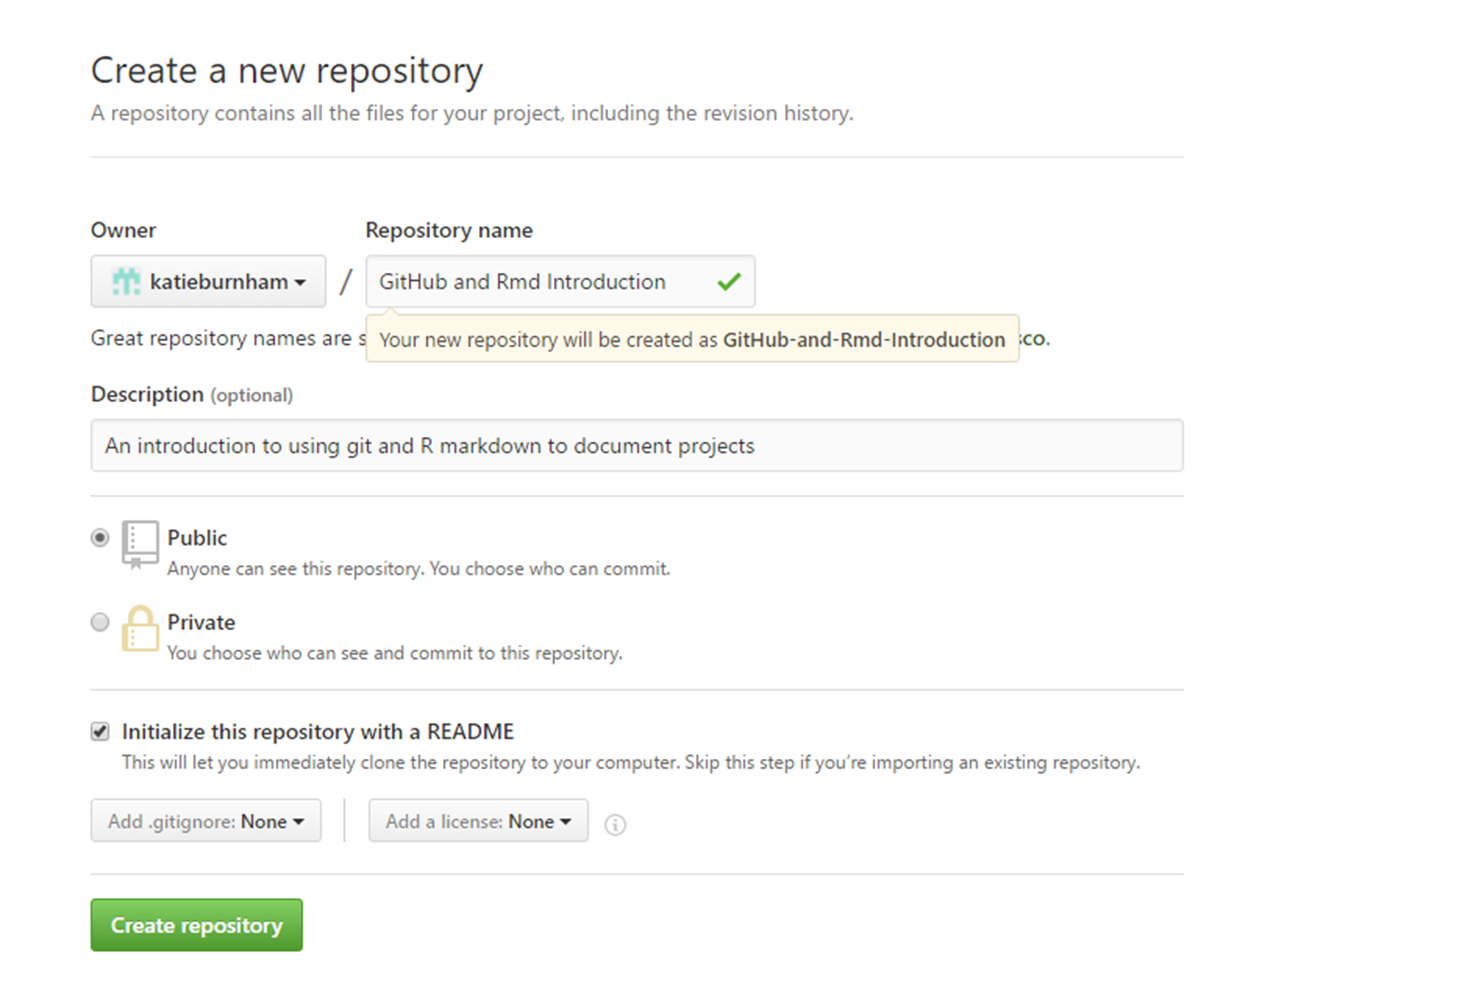 Create a new repository
A repository contains all the files for your project, including the revision history.
Owner Repository name
katieburnham / GitHub and Rmd Introduction
Great repository names are
Your new repository will be created as GitHub-and-Rmd-Introduction
Description (optional)
An introduction to using git and R markdown to document projects
Public
Anyone can see this repository. You choose who can commit.
Private
You choose who can see and commit to this repository.
Initialize this repository with a README
This will let you immediately clone the repository to your computer. Skip this step if you’re importing an existing repository.
Add .gitignore: None Add a license: None
Create repository